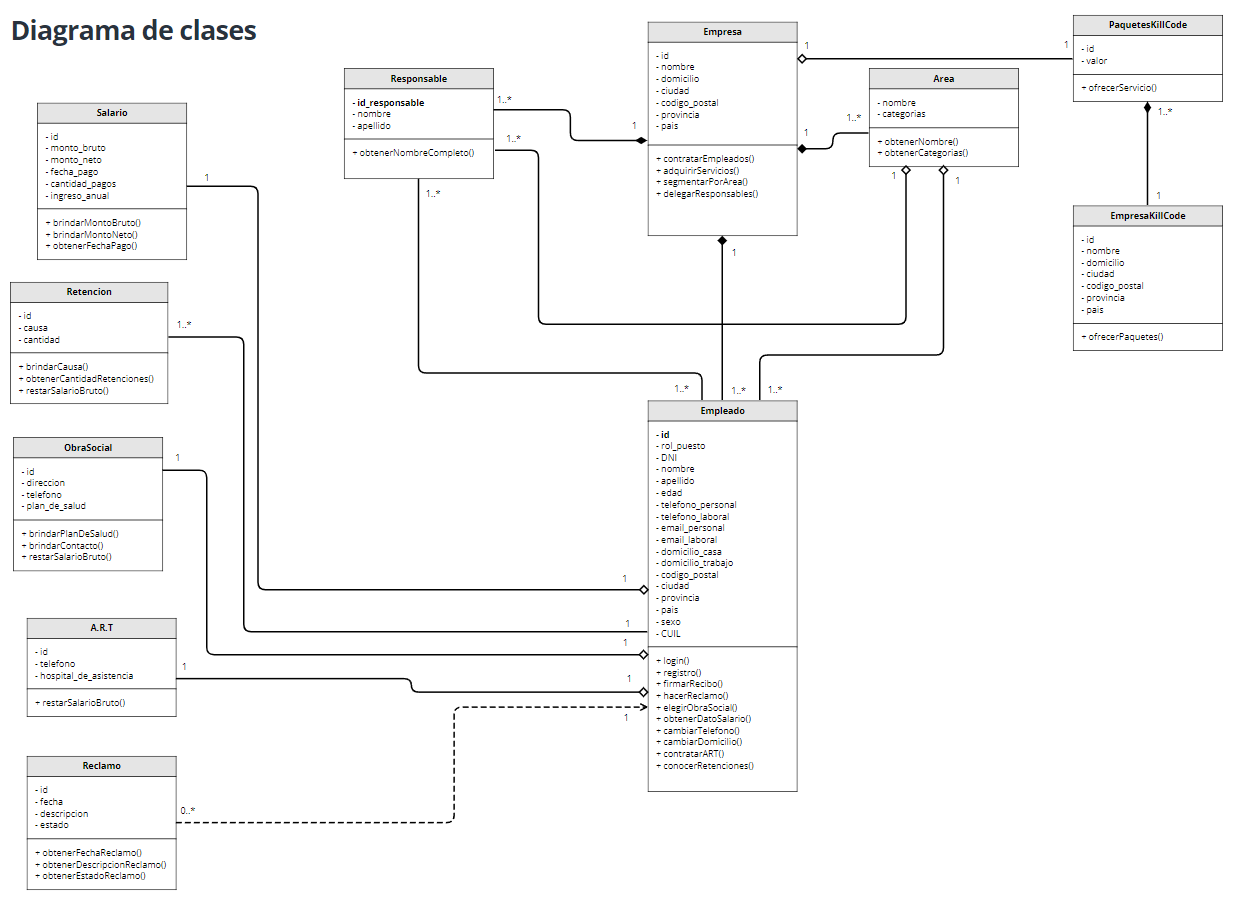 Diagrama de clases
Salario
- id
- monto_bruto
- monto_neto
- fecha_pago
- cantidad_pagos
- ingreso_anual
+ brindarMontoBruto()
+ brindarMontoNeto()
+ obtenerFechaPago()
1
Retencion
- id
- causa
- cantidad
+ brindarCausa()
+ obtenerCantidadRetenciones()
+ restarSalarioBruto()
1..*
ObraSocial
- id
- direccion
- telefono
- plan_de_salud
+ brindarPlanDeSalud()
+ brindarContacto()
+ restarSalarioBruto()
1
A.R.T
- id
- telefono
- hospital_de_asistencia
+ restarSalarioBruto()
1
Reclamo
- id
- fecha
- descripcion
- estado
+ obtenerFechaReclamo()
+ obtenerDescripcionReclamo()
+ obtenerEstadoReclamo()
0..*
Responsable
- id_responsable
- nombre
- apellido
+ obtenerNombreCompleto()
1..*
1..*
1..*
Empresa
- id
- nombre
- domicilio
- ciudad
- codigo_postal
- provincia
- pais
+ contratarEmpleados()
+ adquirirServicios()
+ segmentarPorArea()
+ delegarResponsables()
1
1
1
1
Area
- nombre
- categorias
+ obtenerNombre()
+ obtenerCategorias()
1..*
1
1
PaquetesKillCode
- id
- valor
+ ofrecerServicio()
1
1..*
EmpresaKillCode
- id
- nombre
- domicilio
- ciudad
- codigo_postal
- provincia
- pais
+ ofrecerPaquetes()
1
Empleado
- id
- rol_puesto
- DNI
- nombre
- apellido
- edad
- telefono_personal
- telefono_laboral
- email_personal
- email_laboral
- domicilio_casa
- domicilio_trabajo
- codigo_postal
- ciudad
- provincia
- pais
- sexo
- CUIL
+ login()
+ registro()
+ firmarRecibo()
+ hacerReclamo()
+ elegirObraSocial()
+ obtenerDatoSalario()
+ cambiarTelefono()
+ cambiarDomicilio()
+ contratarART()
+ conocerRetenciones()
1..*
1..*
1..*
1
1
1
1
1